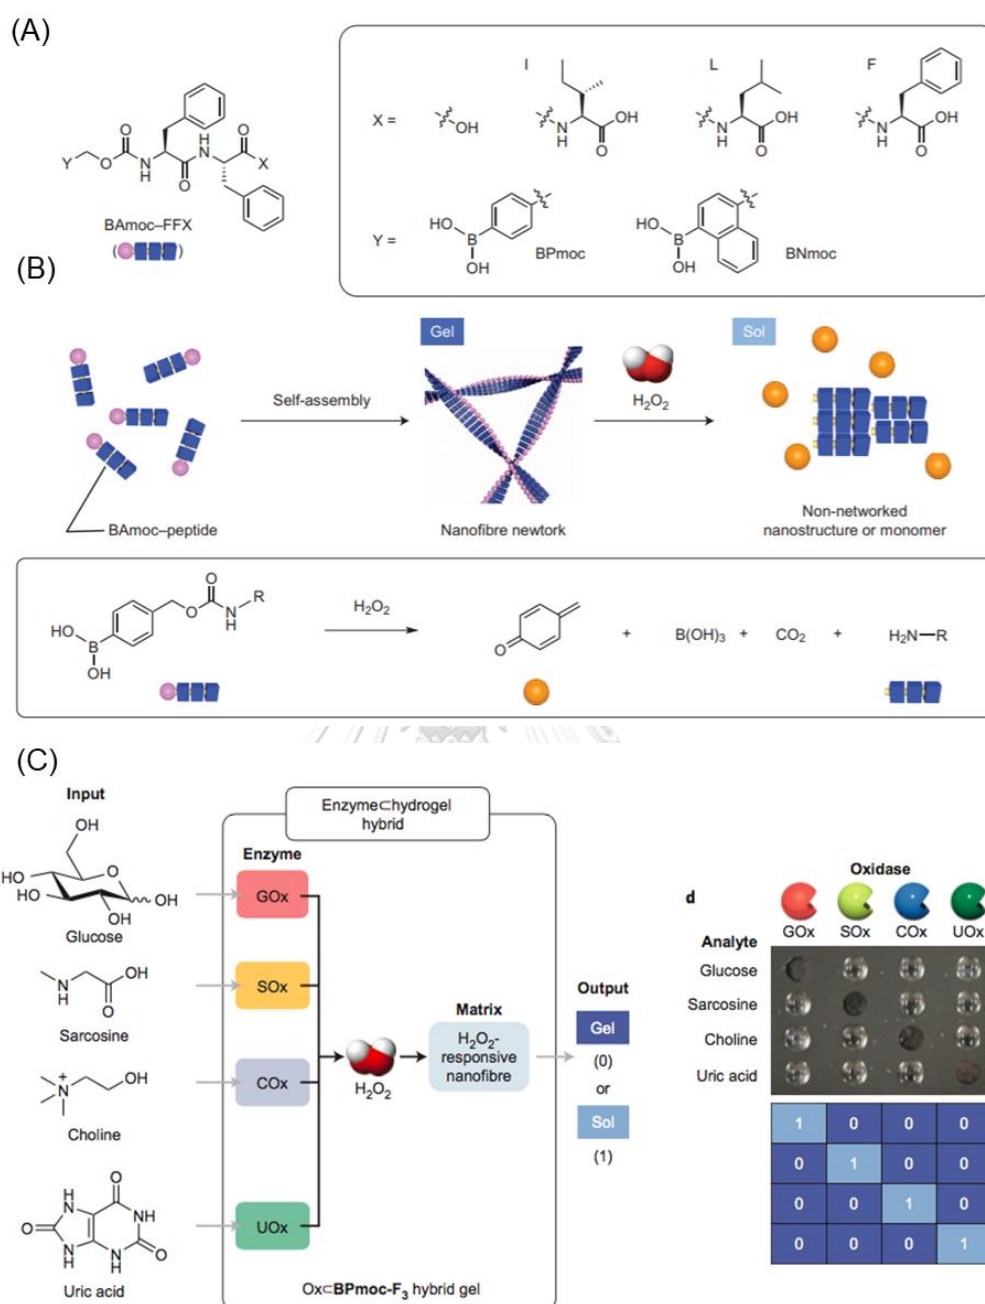 (A)
I L F
X = OH N H OH O N H OH O N H OH O
Y O O N H H N O O X
BAmoc–FFX
( )
Y = HO B OH BPmoc HO B OH BNmoc
(B)
Gel
Sol
Self-assembly
H₂O₂
BAmoc–peptide
Nanofibre newtork
Non-networked
nanostructure or monomer
HO B OH O O N H R
H₂O₂
O + B(OH)₃ + CO₂ + H₂N–R
(C)
Input
Enzyme⊂hydrogel
hybrid
Enzyme
OH HO HO O OH OH
Glucose
GOx
N H OH O
Sarcosine
SOx
N + OH
Choline
COx
H₂O₂
Matrix
H₂O₂-
responsive
nanofibre
Output
Gel
(0)
or
Sol
(1)
O H N N H O NH N H O
Uric acid
UOx
Ox⊂BPmoc-F₃ hybrid gel
d
Oxidase
GOx SOx COx UOx
Analyte
Glucose
Sarcosine
Choline
Uric acid
1 0 0 0
0 1 0 0
0 0 1 0
0 0 0 1